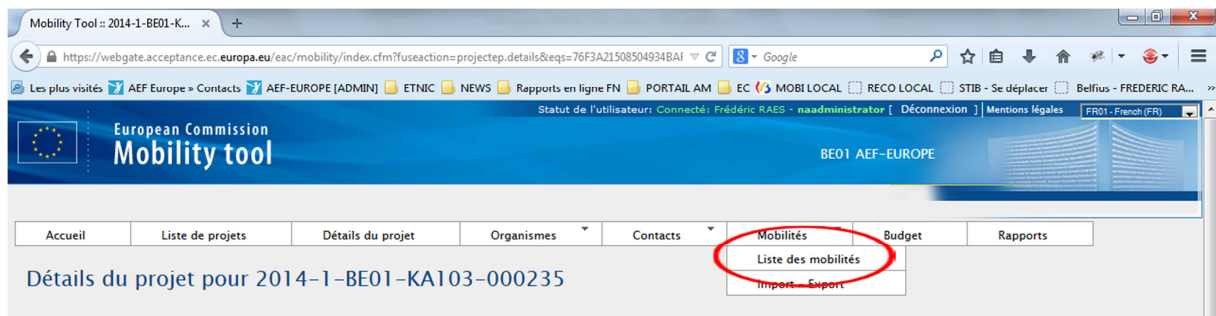 Mobility Tool :: 2014-1-BE01-K... × +
https://webgate.acceptance.ec.europa.eu/eac/mobility/index.cfm?fuseaction=projectep.details&eqs=76F3A21508504934BAF
Google
Les plus visités AEF Europe » Contacts AEF-EUROPE [ADMIN] ETNIC NEWS Rapports en ligne FN PORTAIL AM EC MOBI LOCAL RECO LOCAL STIB - Se déplacer Belfius - FREDERIC RA... »
Statut de l'utilisateur: Connecté: Frédéric RAES - naadministrator [ Déconnexion ] Mentions légales FR01 - French (FR)
European Commission
Mobility tool
BE01 AEF-EUROPE
Accueil Liste de projets Détails du projet Organismes Contacts Mobilités Budget Rapports
Liste des mobilités
Import - Export
Détails du projet pour 2014-1-BE01-KA103-000235